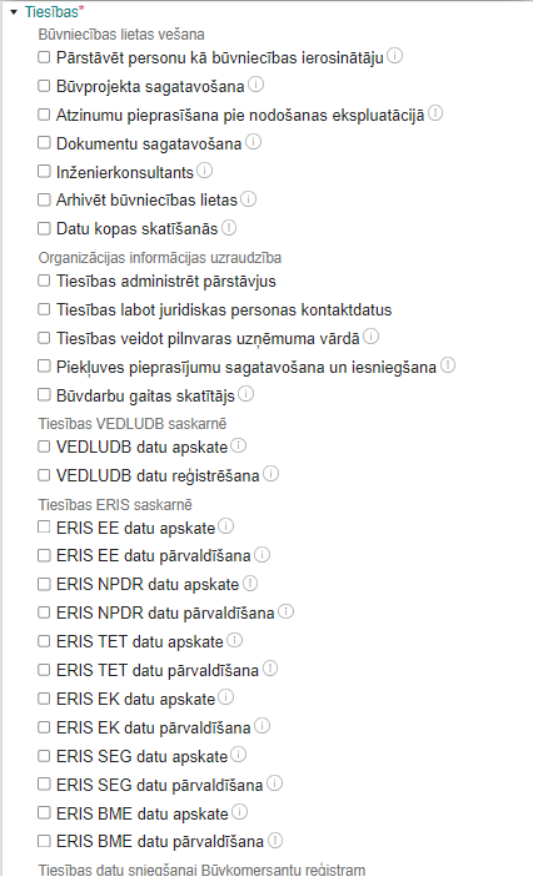 Tiesības*
Būvniecības lietas vešana
Pārstāvēt personu kā būvniecības ierosinātāju
Būvprojekta sagatavošana
Atzinumu pieprasīšana pie nodošanas ekspluatācijā
Dokumentu sagatavošana
Inženierkonsultants
Arhivēt būvniecības lietas
Datu kopas skatīšanās
Organizācijas informācijas uzraudzība
Tiesības administrēt pārstāvjus
Tiesības labot juridiskas personas kontaktdatus
Tiesības veidot pilnvaras uzņēmuma vārdā
Piekļuves pieprasījumu sagatavošana un iesniegšana
Būvdarbu gaitas skatītājs
Tiesības VEDLUDB saskarnē
VEDLUDB datu apskate
VEDLUDB datu reģistrēšana
Tiesības ERIS saskarnē
ERIS EE datu apskate
ERIS EE datu pārvaldīšana
ERIS NPDR datu apskate
ERIS NPDR datu pārvaldīšana
ERIS TET datu apskate
ERIS TET datu pārvaldīšana
ERIS EK datu apskate
ERIS EK datu pārvaldīšana
ERIS SEG datu apskate
ERIS SEG datu pārvaldīšana
ERIS BME datu apskate
ERIS BME datu pārvaldīšana
Tiesības datu sniegšanai Būvkomersantu reģistram